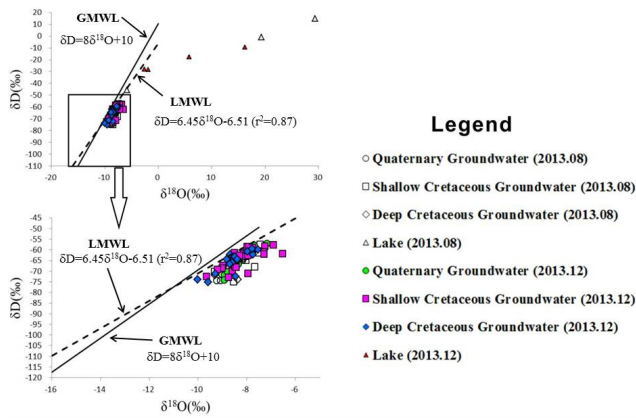 GMWL
δD=8δ¹⁸O+10
LMWL
δD=6.45δ¹⁸O-6.51 (r²=0.87)
δD(‰)
20
10
0
-10
-20
-30
-40
-50
-60
-70
-80
-90
-100
-110
-20
-10
0
10
20
30
δ¹⁸O(‰)
LMWL
δD=6.45δ¹⁸O-6.51 (r²=0.87)
GMWL
δD=8δ¹⁸O+10
δD(‰)
-45
-50
-55
-60
-65
-70
-75
-80
-85
-90
-95
-100
-105
-110
-115
-120
-16
-14
-12
-10
-8
-6
δ¹⁸O(‰)
Legend
Quaternary Groundwater (2013.08)
Shallow Cretaceous Groundwater (2013.08)
Deep Cretaceous Groundwater (2013.08)
Lake (2013.08)
Quaternary Groundwater (2013.12)
Shallow Cretaceous Groundwater (2013.12)
Deep Cretaceous Groundwater (2013.12)
Lake (2013.12)